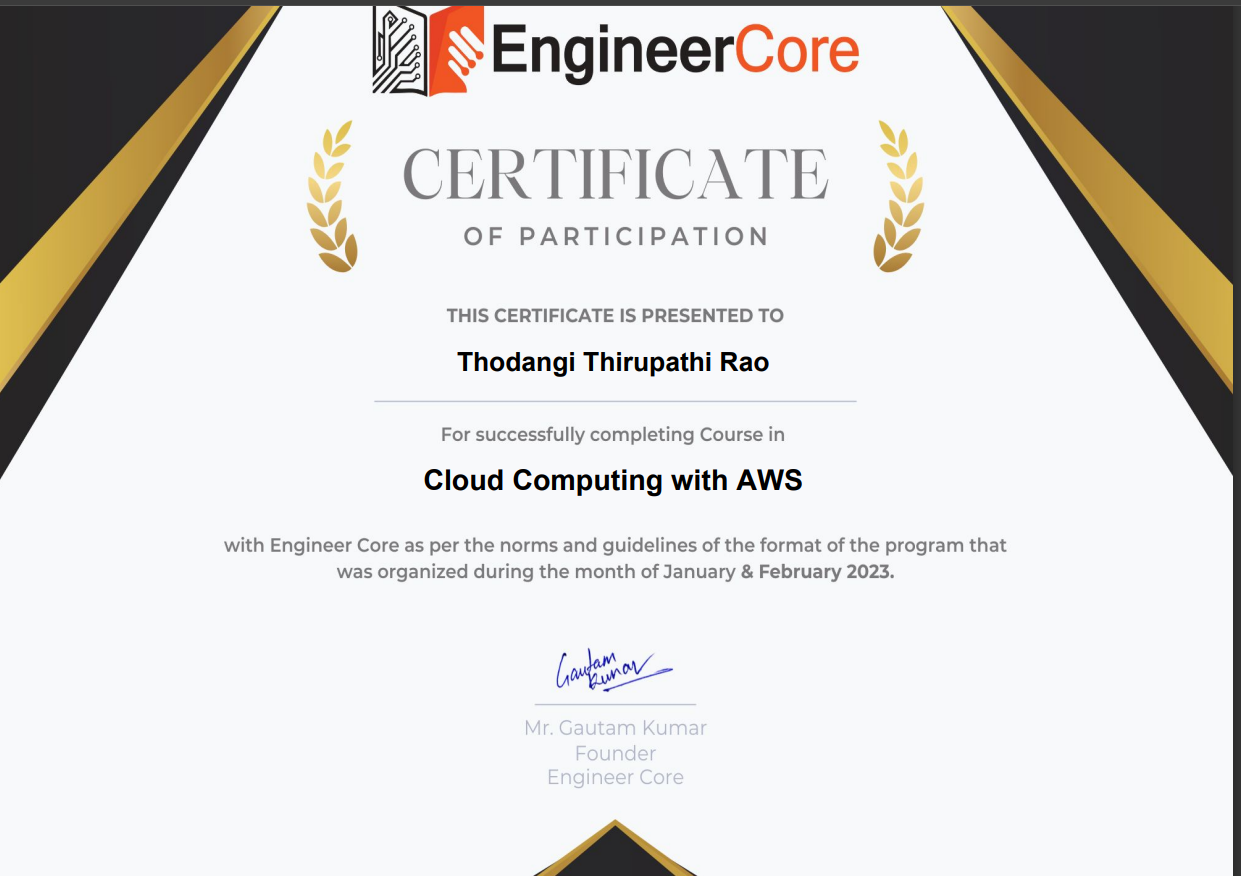 EngineerCore
CERTIFICATE
OF PARTICIPATION
THIS CERTIFICATE IS PRESENTED TO
Thodangi Thirupathi Rao
For successfully completing Course in
Cloud Computing with AWS
with Engineer Core as per the norms and guidelines of the format of the program that
was organized during the month of January & February 2023.
Gautam
Kumar
Mr. Gautam Kumar
Founder
Engineer Core